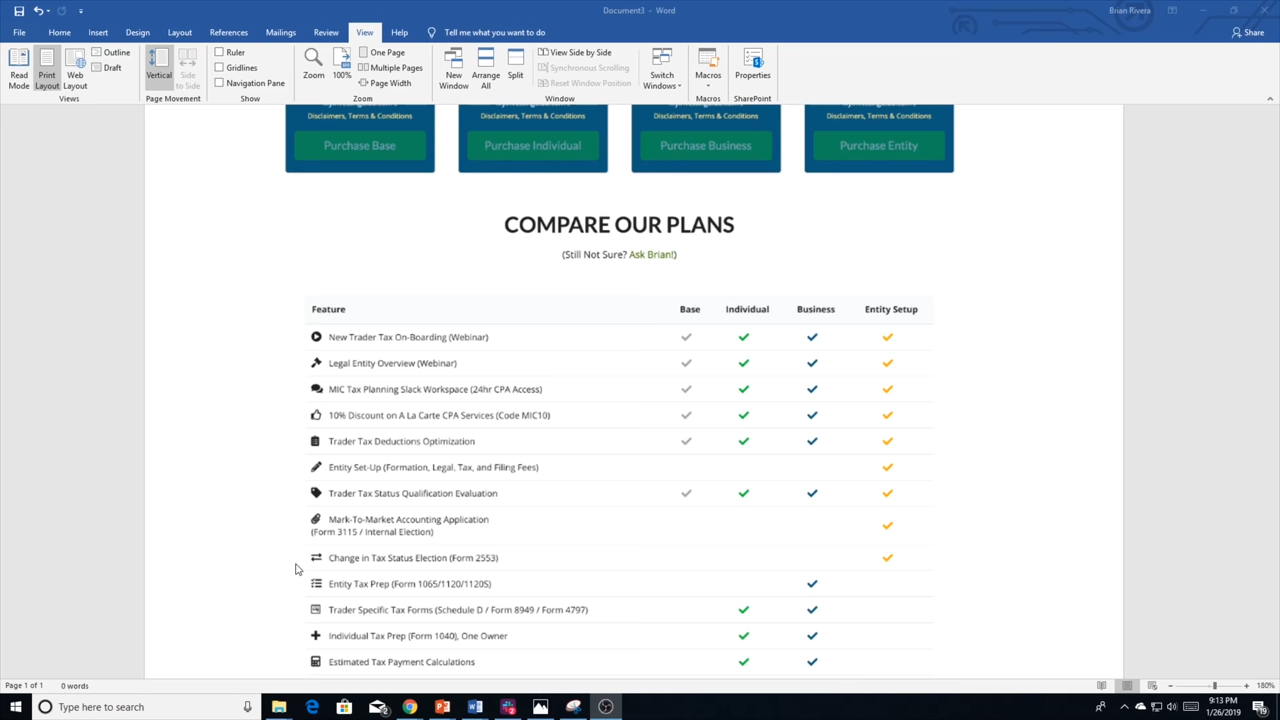 Document3 - Word
Brian Rivera
File Home Insert Design Layout References Mailings Review View Help Tell me what you want to do Share
Read Mode
Print Layout
Web Layout
Outline
Draft
Views
Vertical
Side to Side
Page Movement
Ruler
Gridlines
Navigation Pane
Show
Zoom
100%
One Page
Multiple Pages
Page Width
Zoom
New Window
Arrange All
Split
View Side by Side
Synchronous Scrolling
Reset Window Position
Window
Switch Windows
Macros
Macros
Properties
SharePoint
Disclaimers, Terms & Conditions Disclaimers, Terms & Conditions Disclaimers, Terms & Conditions Disclaimers, Terms & Conditions
Purchase Base Purchase Individual Purchase Business Purchase Entity
COMPARE OUR PLANS
(Still Not Sure? Ask Brian!)
Feature Base Individual Business Entity Setup
New Trader Tax On-Boarding (Webinar)
Legal Entity Overview (Webinar)
MIC Tax Planning Slack Workspace (24hr CPA Access)
10% Discount on A La Carte CPA Services (Code MIC10)
Trader Tax Deductions Optimization
Entity Set-Up (Formation, Legal, Tax, and Filing Fees)
Trader Tax Status Qualification Evaluation
Mark-To-Market Accounting Application
(Form 3115 / Internal Election)
Change in Tax Status Election (Form 2553)
Entity Tax Prep (Form 1065/1120/1120S)
Trader Specific Tax Forms (Schedule D / Form 8949 / Form 4797)
Individual Tax Prep (Form 1040), One Owner
Estimated Tax Payment Calculations
Page 1 of 1 0 words 180%
Type here to search
9:13 PM
1/26/2019